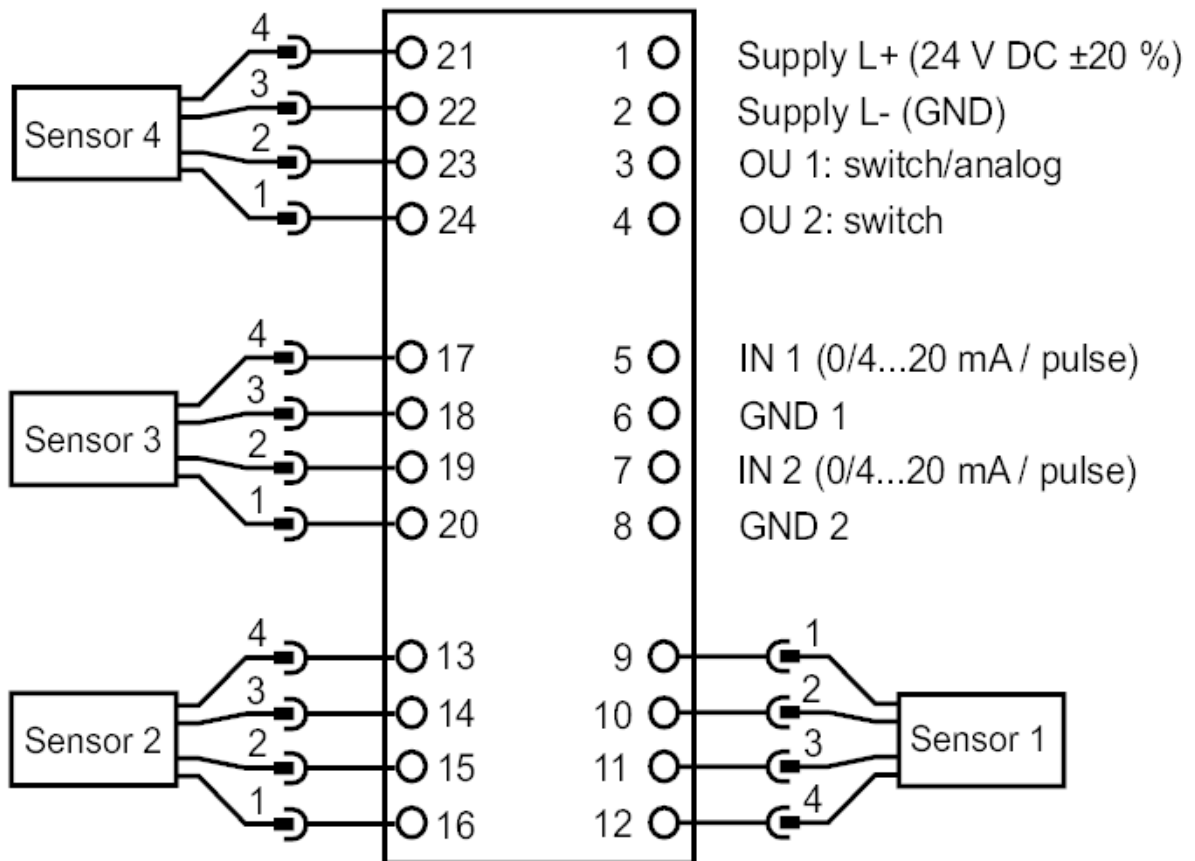 4 21 1 Supply L+ (24 V DC ±20 %)
3 22 2 Supply L- (GND)
Sensor 4
2 23 3 OU 1: switch/analog
1 24 4 OU 2: switch
4 17 5 IN 1 (0/4...20 mA / pulse)
3 18 6 GND 1
Sensor 3
2 19 7 IN 2 (0/4...20 mA / pulse)
1 20 8 GND 2
4 13 9 1
3 14 10 2
Sensor 2 Sensor 1
2 15 11 3
1 16 12 4